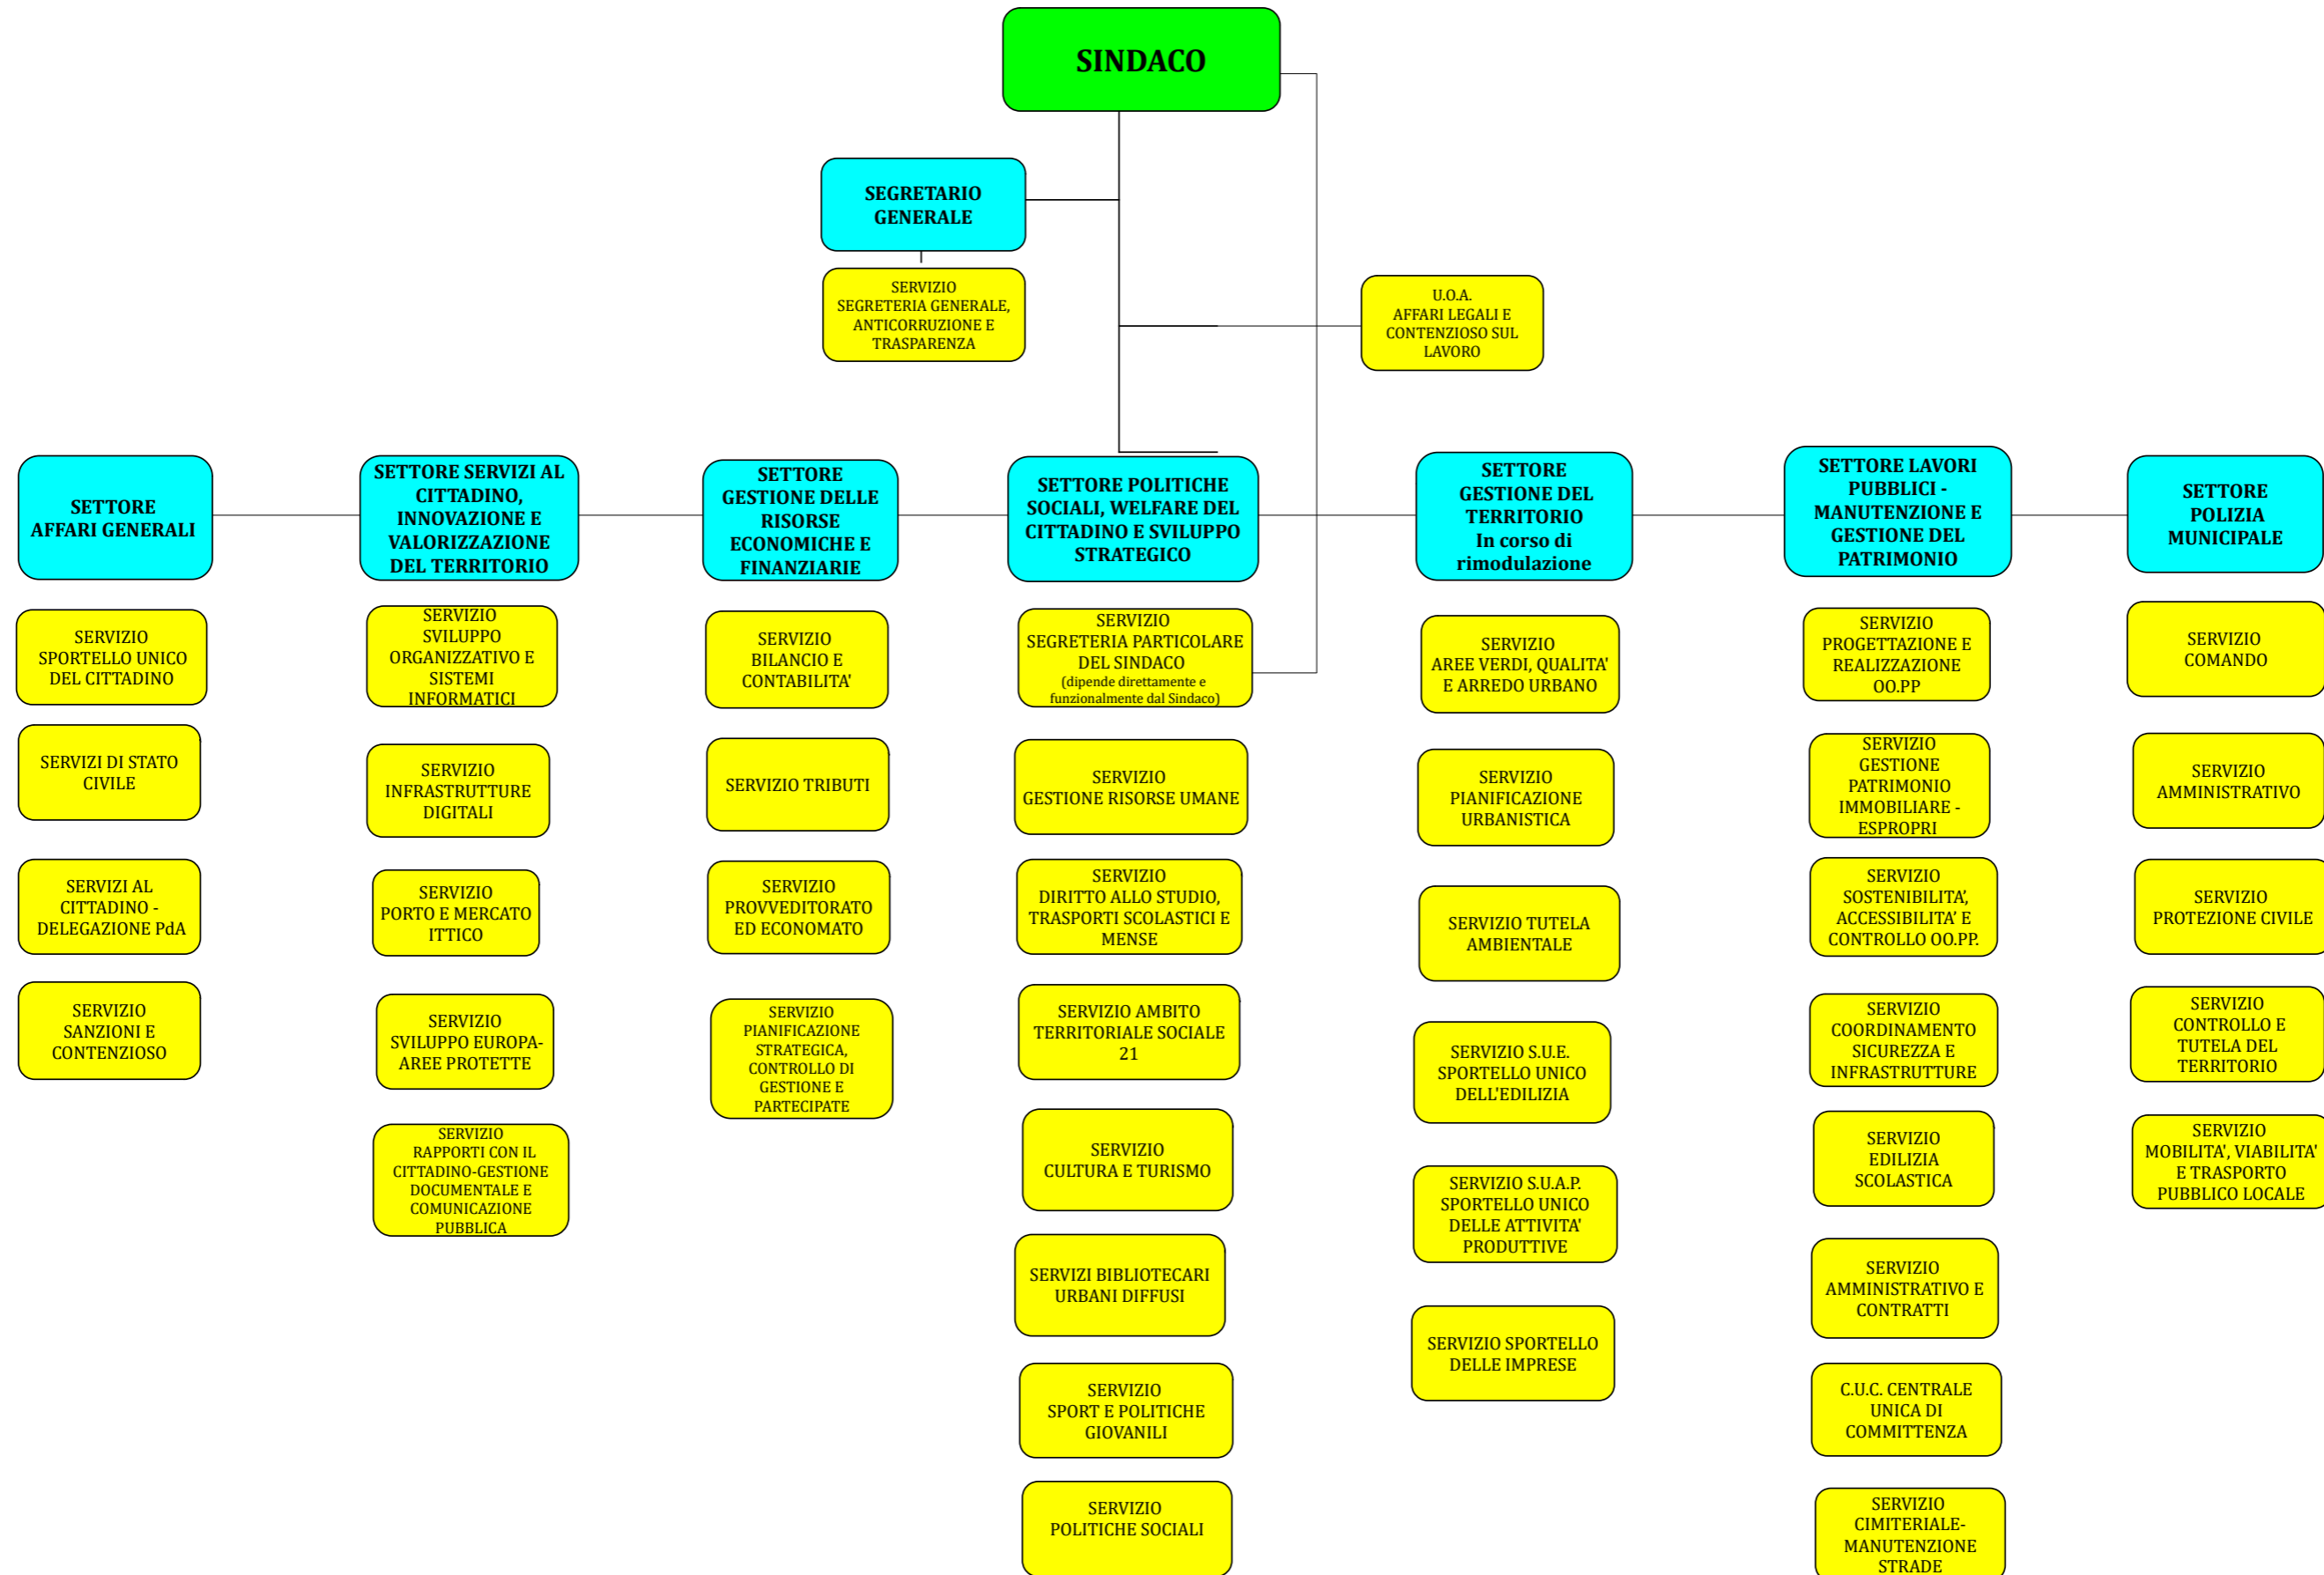 SINDACO
SEGRETARIO
GENERALE
SERVIZIO
SEGRETERIA GENERALE,
ANTICORRUZIONE E
TRASPARENZA
U.O.A.
AFFARI LEGALI E
CONTENZIOSO SUL
LAVORO
SETTORE
AFFARI GENERALI
SETTORE SERVIZI AL
CITTADINO,
INNOVAZIONE E
VALORIZZAZIONE
DEL TERRITORIO
SETTORE
GESTIONE DELLE
RISORSE
ECONOMICHE E
FINANZIARIE
SETTORE POLITICHE
SOCIALI, WELFARE DEL
CITTADINO E SVILUPPO
STRATEGICO
SETTORE
GESTIONE DEL
TERRITORIO
In corso di
rimodulazione
SETTORE LAVORI
PUBBLICI -
MANUTENZIONE E
GESTIONE DEL
PATRIMONIO
SETTORE
POLIZIA
MUNICIPALE
SERVIZIO
SPORTELLO UNICO
DEL CITTADINO
SERVIZI DI STATO
CIVILE
SERVIZI AL
CITTADINO -
DELEGAZIONE PdA
SERVIZIO
SANZIONI E
CONTENZIOSO
SERVIZIO
SVILUPPO
ORGANIZZATIVO E
SISTEMI
INFORMATICI
SERVIZIO
INFRASTRUTTURE
DIGITALI
SERVIZIO
PORTO E MERCATO
ITTICO
SERVIZIO
SVILUPPO EUROPA-
AREE PROTETTE
SERVIZIO
RAPPORTI CON IL
CITTADINO-GESTIONE
DOCUMENTALE E
COMUNICAZIONE
PUBBLICA
SERVIZIO
BILANCIO E
CONTABILITA'
SERVIZIO TRIBUTI
SERVIZIO
PROVVEDITORATO
ED ECONOMATO
SERVIZIO
PIANIFICAZIONE
STRATEGICA,
CONTROLLO DI
GESTIONE E
PARTECIPATE
SERVIZIO
SEGRETERIA PARTICOLARE
DEL SINDACO
(dipende direttamente e
funzionalmente dal Sindaco)
SERVIZIO
GESTIONE RISORSE UMANE
SERVIZIO
DIRITTO ALLO STUDIO,
TRASPORTI SCOLASTICI E
MENSE
SERVIZIO AMBITO
TERRITORIALE SOCIALE
21
SERVIZIO
CULTURA E TURISMO
SERVIZI BIBLIOTECARI
URBANI DIFFUSI
SERVIZIO
SPORT E POLITICHE
GIOVANILI
SERVIZIO
POLITICHE SOCIALI
SERVIZIO
AREE VERDI, QUALITA'
E ARREDO URBANO
SERVIZIO
PIANIFICAZIONE
URBANISTICA
SERVIZIO TUTELA
AMBIENTALE
SERVIZIO S.U.E.
SPORTELLO UNICO
DELL'EDILIZIA
SERVIZIO S.U.A.P.
SPORTELLO UNICO
DELLE ATTIVITA'
PRODUTTIVE
SERVIZIO SPORTELLO
DELLE IMPRESE
SERVIZIO
PROGETTAZIONE E
REALIZZAZIONE
OO.PP
SERVIZIO
GESTIONE
PATRIMONIO
IMMOBILIARE -
ESPROPRI
SERVIZIO
SOSTENIBILITA’,
ACCESSIBILITA’ E
CONTROLLO OO.PP.
SERVIZIO
COORDINAMENTO
SICUREZZA E
INFRASTRUTTURE
SERVIZIO
EDILIZIA
SCOLASTICA
SERVIZIO
AMMINISTRATIVO E
CONTRATTI
C.U.C. CENTRALE
UNICA DI
COMMITTENZA
SERVIZIO
CIMITERIALE-
MANUTENZIONE
STRADE
SERVIZIO
COMANDO
SERVIZIO
AMMINISTRATIVO
SERVIZIO
PROTEZIONE CIVILE
SERVIZIO
CONTROLLO E
TUTELA DEL
TERRITORIO
SERVIZIO
MOBILITA', VIABILITA'
E TRASPORTO
PUBBLICO LOCALE